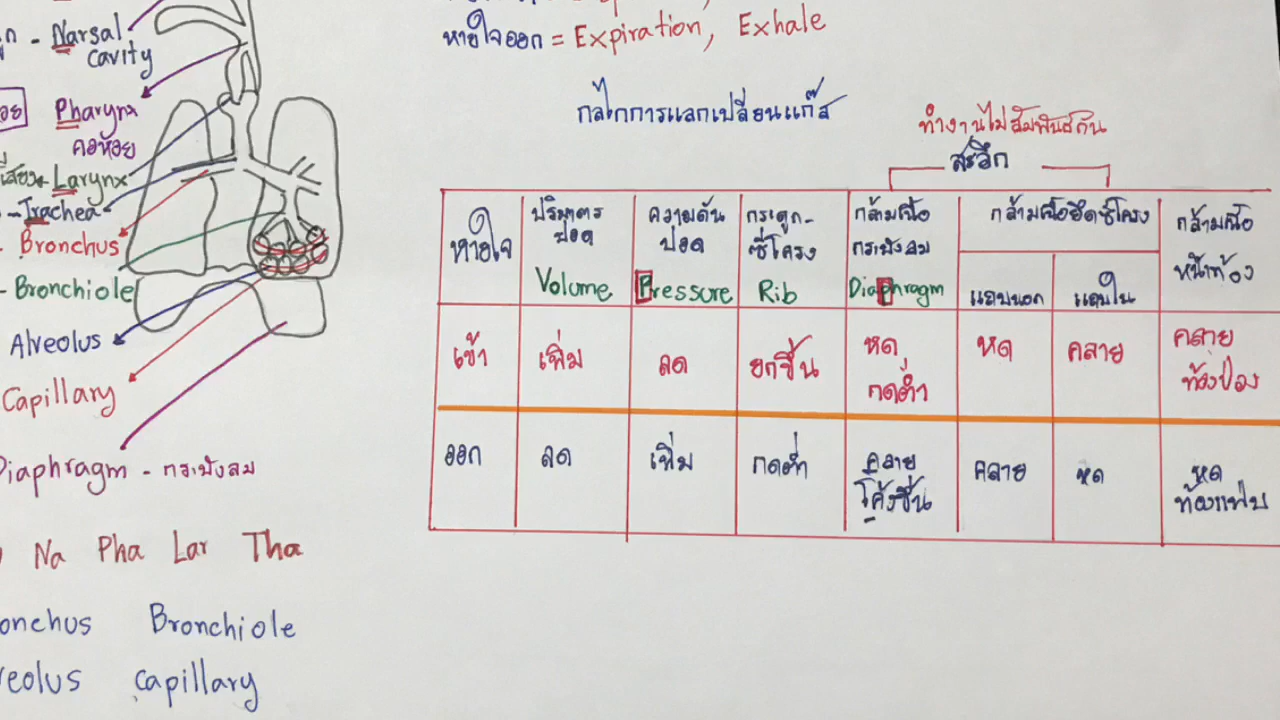 - Narsal
cavity
Pharynx
คอหอย
Larynx
- Trachea
- Bronchus
- Bronchiole
Alveolus
Capillary
Diaphragm - กระบังลม
Na Pha Lar Tha
Bronchiole
capillary
หายใจออก = Expiration, Exhale
กลไกการแลกเปลี่ยนแก๊ส
ทำงานไม่สัมพันธ์กัน
สะอึก
หายใจ
ปริมาตร
ปอด
Volume
ความดัน
ปอด
Pressure
กระดูก-
ซี่โครง
Rib
กล้ามเนื้อ
กระบังลม
Diaphragm
กล้ามเนื้อยึดซี่โครง
แถบนอก
แถบใน
กล้ามเนื้อ
หน้าท้อง
เข้า
เพิ่ม
ลด
ยกขึ้น
หด
กดต่ำ
หด
คลาย
คลาย
ท้องป่อง
ออก
ลด
เพิ่ม
กดต่ำ
คลาย
โค้งขึ้น
คลาย
หด
หด
ท้องแฟบ